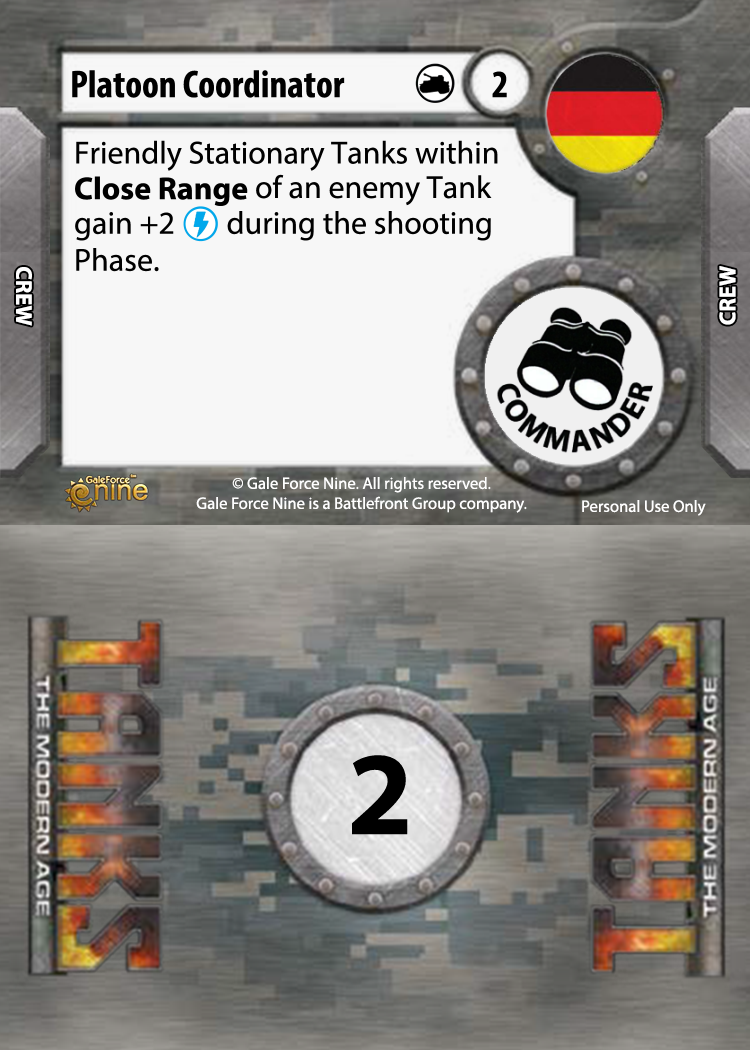 Platoon Coordinator
2
Friendly Stationary Tanks within
Close Range of an enemy Tank
gain +2 during the shooting
Phase.
CREW
CREW
COMMANDER
GaleForce™
nine
© Gale Force Nine. All rights reserved.
Gale Force Nine is a Battlefront Group company.
Personal Use Only
TANKS
THE MODERN AGE
2
TANKS
THE MODERN AGE